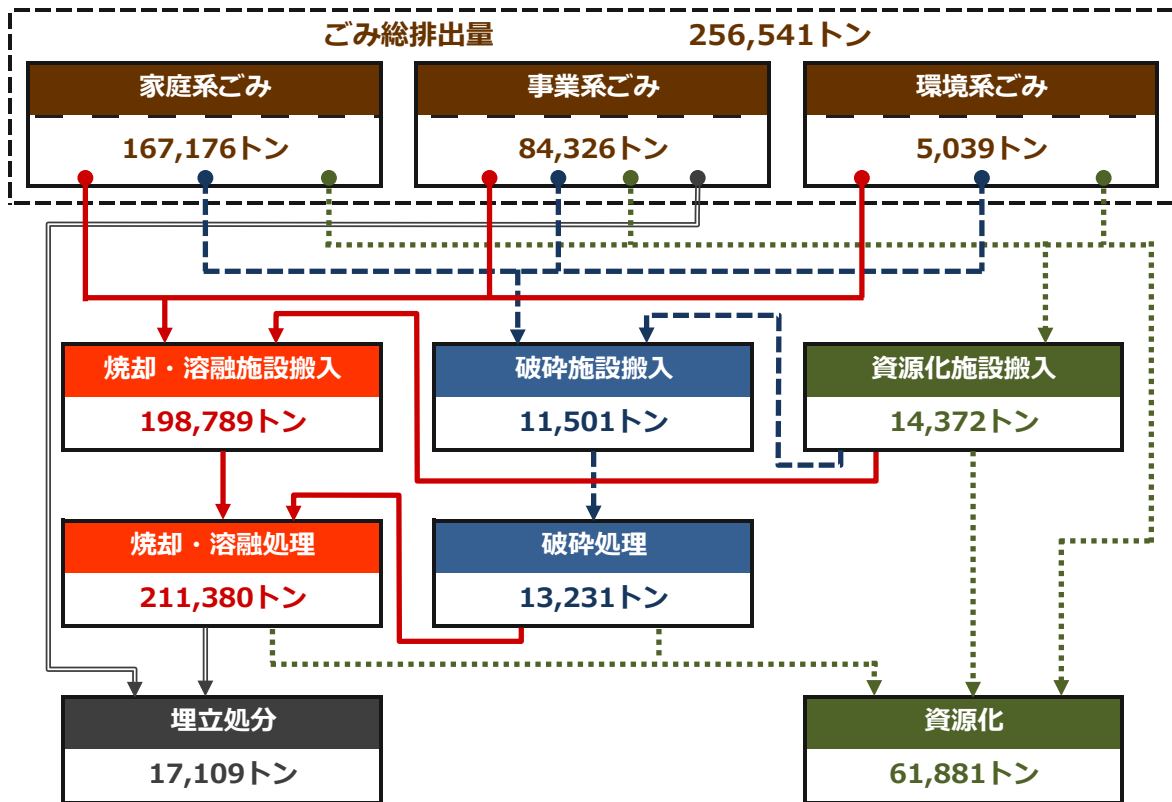 ごみ総排出量 256,541トン
家庭系ごみ
167,176トン
事業系ごみ
84,326トン
環境系ごみ
5,039トン
焼却・溶融施設搬入
198,789トン
破砕施設搬入
11,501トン
資源化施設搬入
14,372トン
焼却・溶融処理
211,380トン
破砕処理
13,231トン
埋立処分
17,109トン
資源化
61,881トン